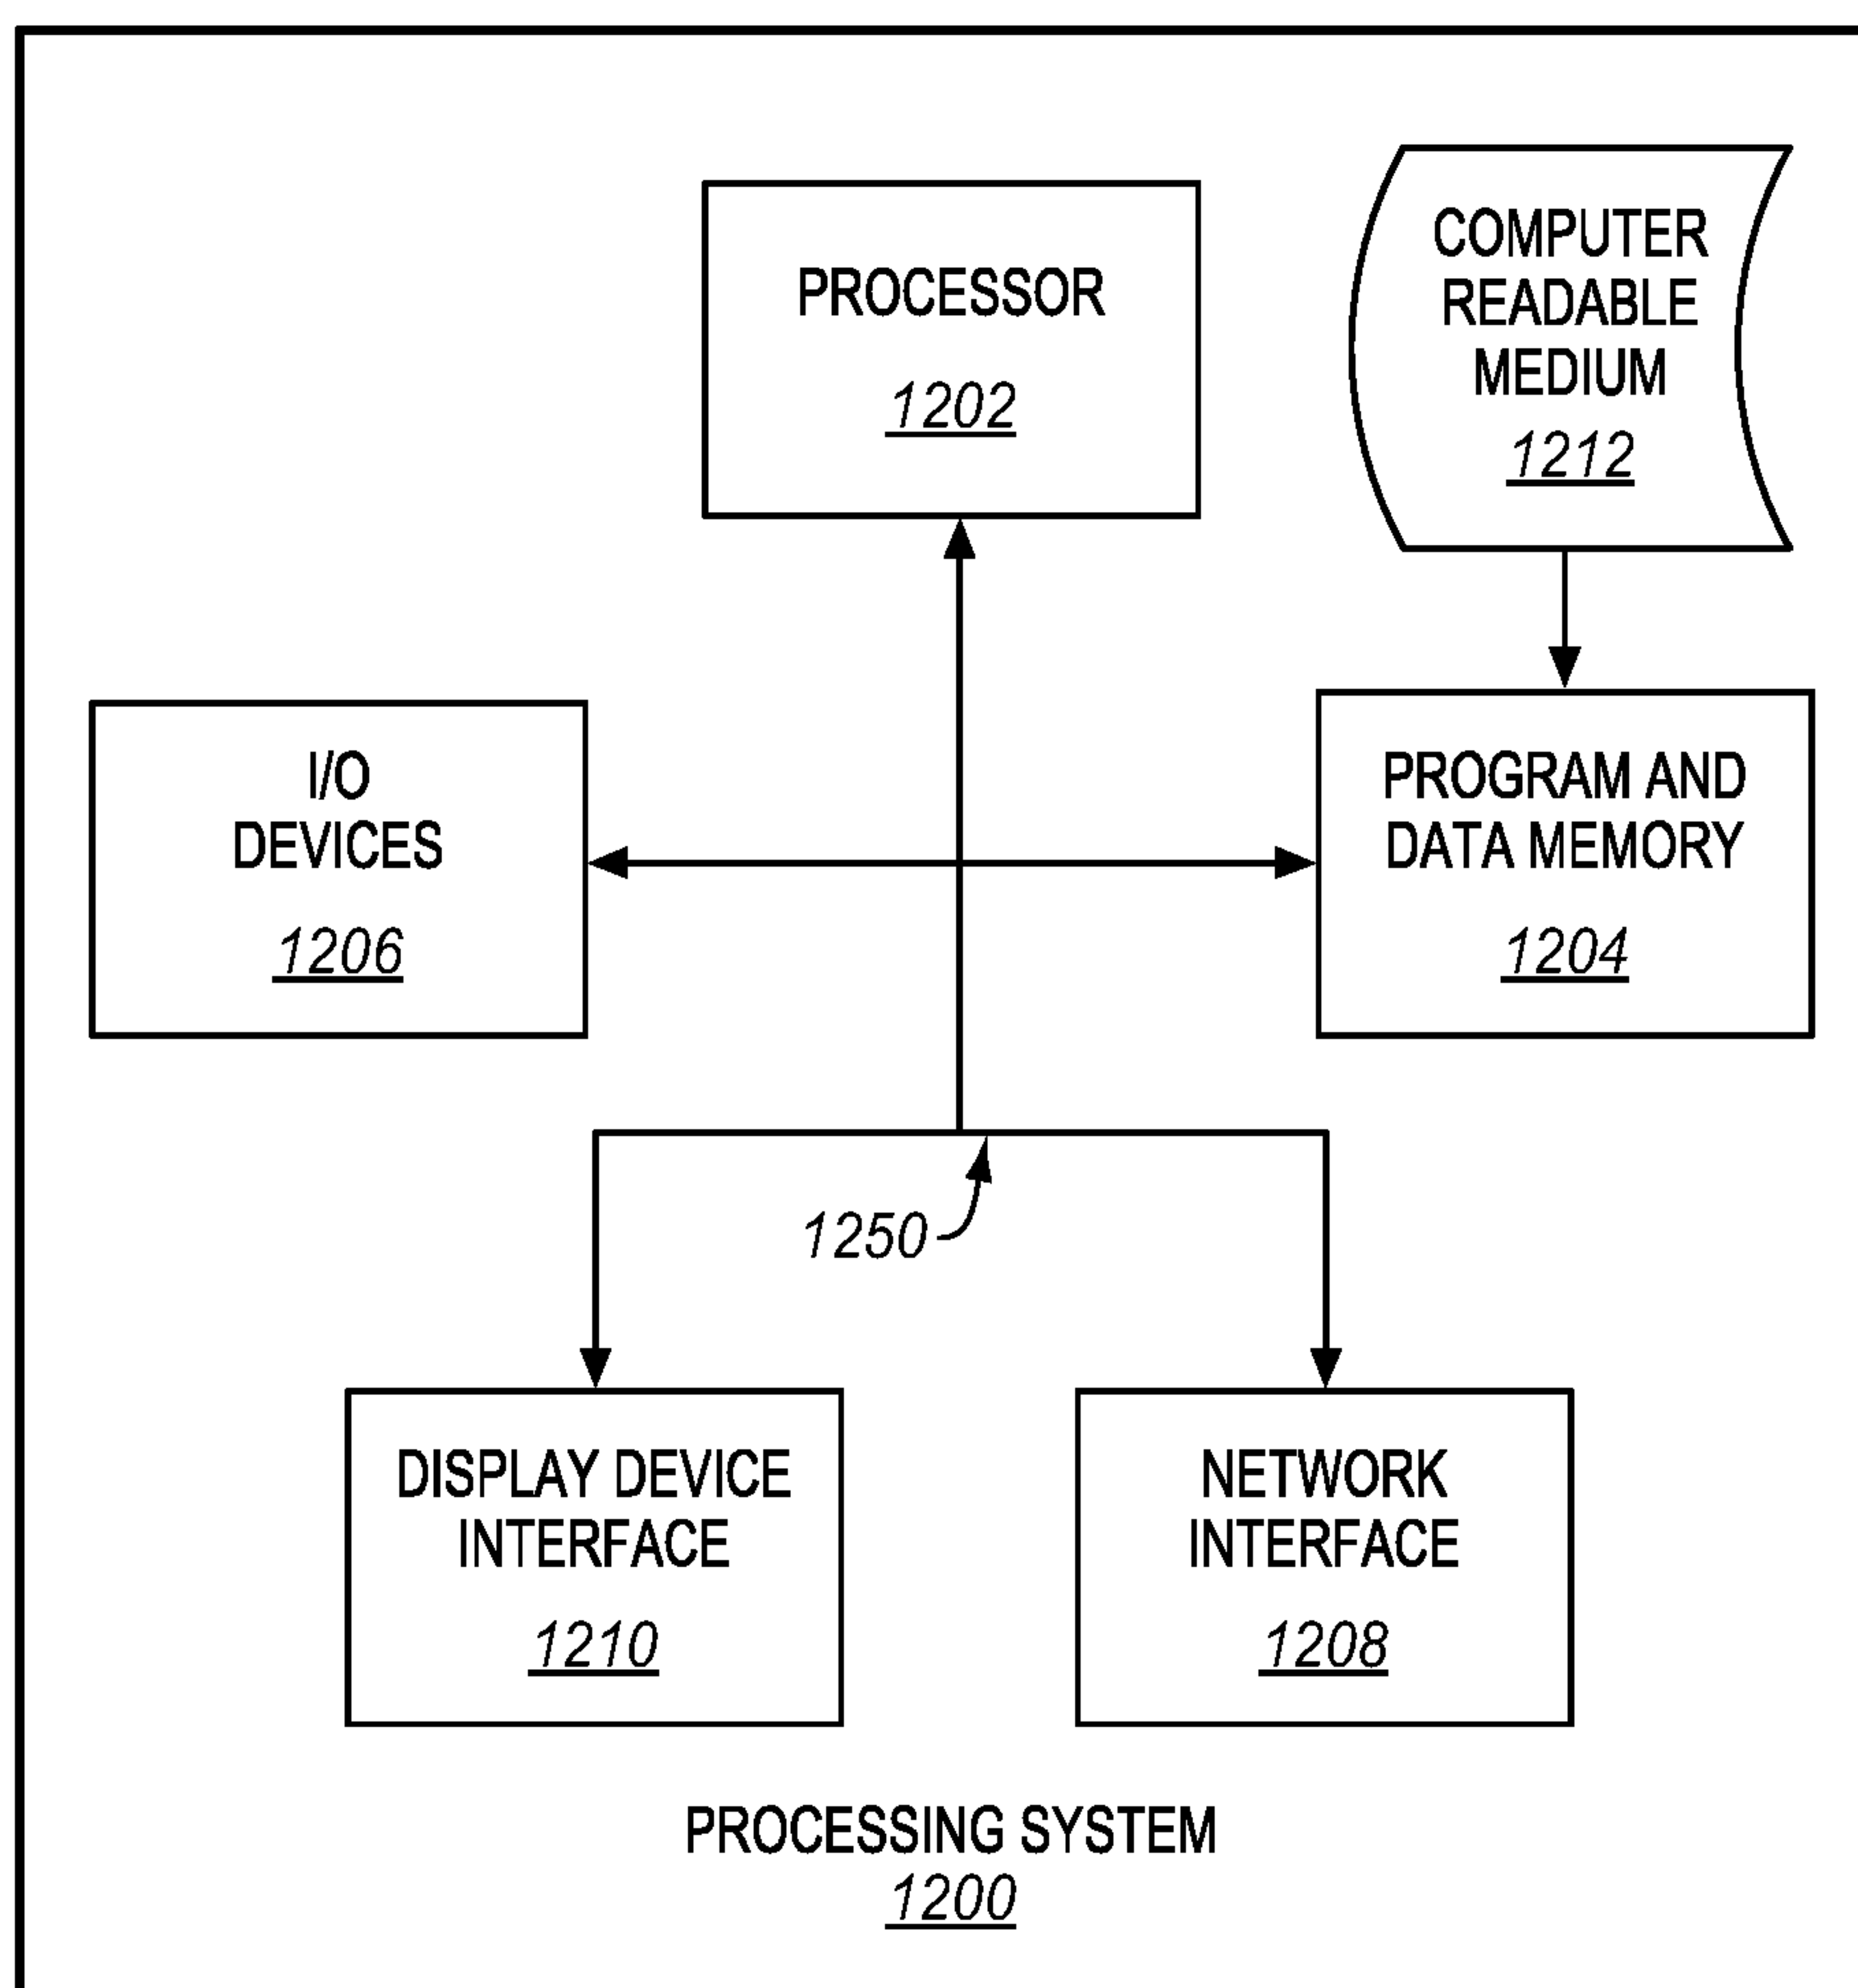 PROCESSOR
1202
COMPUTER
READABLE
MEDIUM
1212
I/O
DEVICES
1206
PROGRAM AND
DATA MEMORY
1204
1250
DISPLAY DEVICE
INTERFACE
1210
NETWORK
INTERFACE
1208
PROCESSING SYSTEM
1200